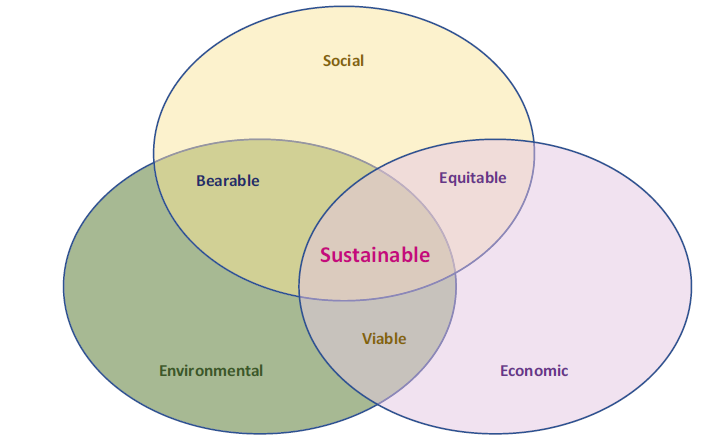 Social
Bearable
Equitable
Sustainable
Viable
Environmental
Economic